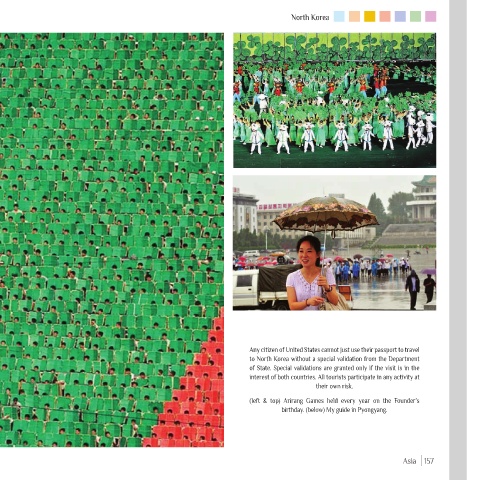 North Korea
Any citizen of United States cannot just use their passport to travel
to North Korea without a special validation from the Department
of State. Special validations are granted only if the visit is in the
interest of both countries. All tourists participate in any activity at
their own risk.
(left & top) Arirang Games held every year on the Founder's
birthday. (below) My guide in Pyongyang.
Asia 157